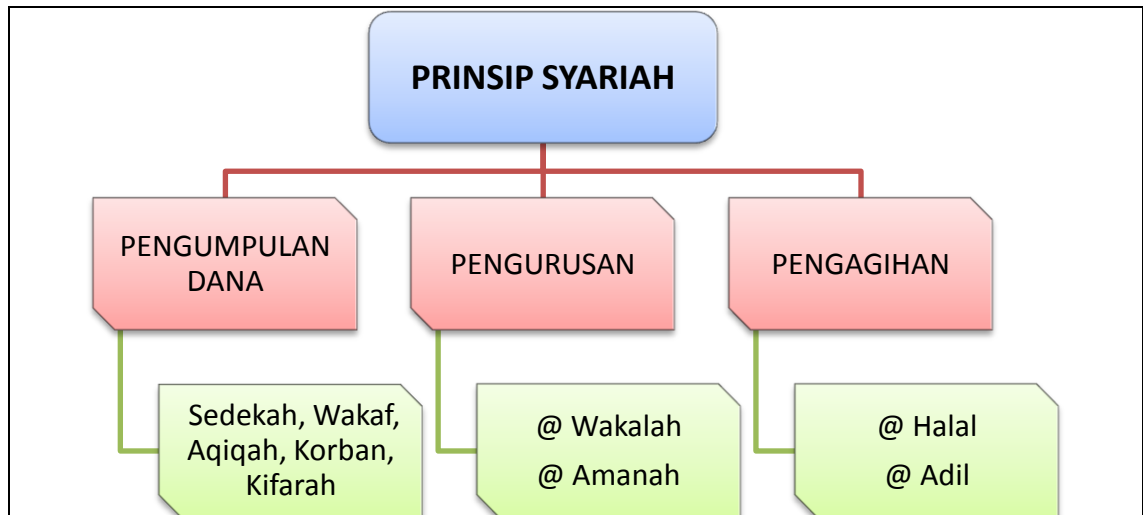 PRINSIP SYARIAH
PENGUMPULAN
DANA
PENGURUSAN
PENGAGIHAN
Sedekah, Wakaf,
Aqiqah, Korban,
Kifarah
@ Wakalah
@ Amanah
@ Halal
@ Adil